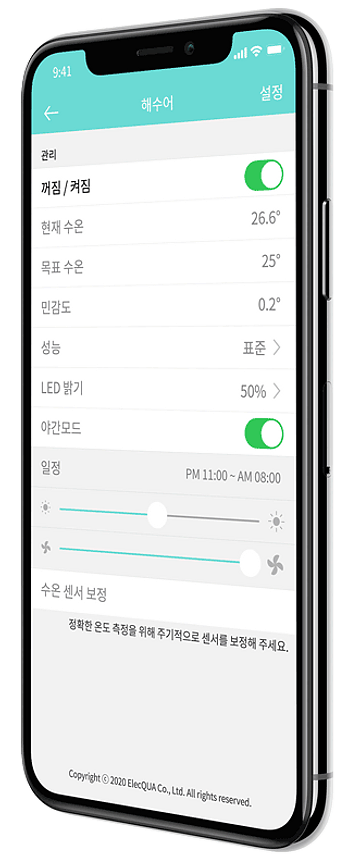 9:41
해수어
설정
관리
꺼짐 / 켜짐
현재 수온 26.6°
목표 수온 25°
민감도 0.2°
성능 표준
LED 밝기 50%
야간모드
일정 PM 11:00 ~ AM 08:00
수온 센서 보정
정확한 온도 측정을 위해 주기적으로 센서를 보정해 주세요.
Copyright ⓒ 2020 ElecQUA Co., Ltd. All rights reserved.